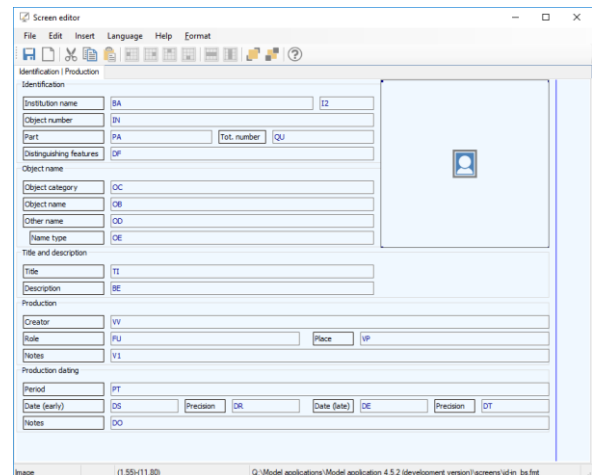 Screen editor
File Edit Insert Language Help Format
Identification | Production
Identification
Institution name BA I2
Object number IN
Part PA Tot. number QU
Distinguishing features DF
Object name
Object category OC
Object name OB
Other name OD
Name type OE
Title and description
Title TI
Description BE
Production
Creator VV
Role FU Place VP
Notes V1
Production dating
Period PT
Date (early) DS Precision DR Date (late) DE Precision DT
Notes DO
Image (1,55)-(11,80) Q:\Model applications\Model application 4.5.2 (development version)\screens\id-in_bs.fmt